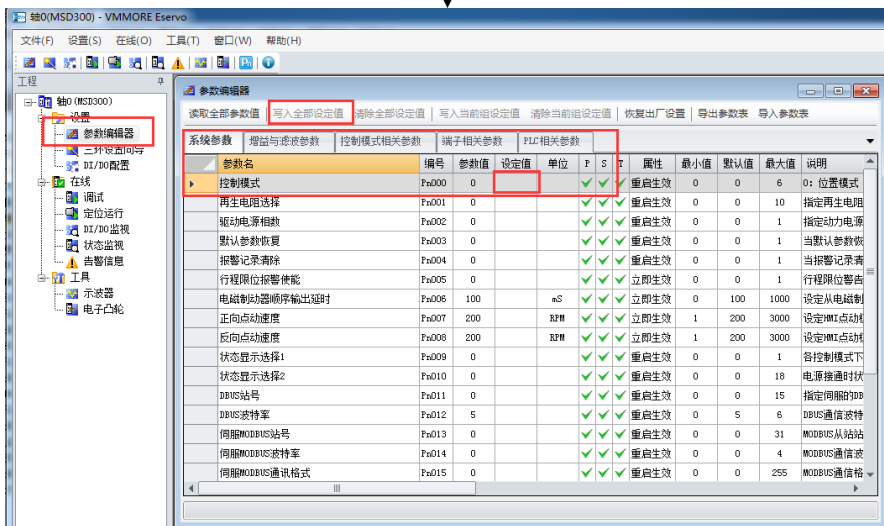 轴0(MSD300) - VMMORE Eservo
文件(F) 设置(S) 在线(O) 工具(T) 窗口(W) 帮助(H)
工程
轴0 (MSD300)
设置
参数编辑器
三环设置向导
DI/DO配置
在线
调试
定位运行
DI/DO监视
状态监视
告警信息
工具
示波器
电子凸轮
参数编辑器
读取全部参数值 写入全部设定值 清除全部设定值 写入当前组设定值 清除当前组设定值 恢复出厂设置 导出参数表 导入参数表
系统参数 增益与滤波参数 控制模式相关参数 端子相关参数 PLC相关参数
参数名 编号 参数值 设定值 单位 P S T 属性 最小值 默认值 最大值 说明
控制模式 Pn000 0 重启生效 0 0 6 0: 位置模式
再生电阻选择 Pn001 0 重启生效 0 0 10 指定再生电阻
驱动电源相数 Pn002 0 重启生效 0 0 1 指定动力电源
默认参数恢复 Pn003 0 重启生效 0 0 1 当默认参数恢
报警记录清除 Pn004 0 重启生效 0 0 1 当报警记录清
行程限位报警使能 Pn005 0 立即生效 0 0 1 行程限位警告
电磁制动器顺序输出延时 Pn006 100 mS 立即生效 0 100 1000 设定从电磁制
正向点动速度 Pn007 200 RPM 立即生效 1 200 3000 设定HMI点动
反向点动速度 Pn008 200 RPM 立即生效 1 200 3000 设定HMI点动
状态显示选择1 Pn009 0 重启生效 0 0 1 各控制模式下
状态显示选择2 Pn010 0 重启生效 0 0 18 电源接通时状
DBUS站号 Pn011 0 重启生效 0 0 15 指定伺服的DB
DBUS波特率 Pn012 5 重启生效 0 5 6 DBUS通信波特
伺服MODBUS站号 Pn013 0 重启生效 0 0 31 MODBUS从站站
伺服MODBUS波特率 Pn014 0 重启生效 0 0 4 MODBUS通信波
伺服MODBUS通讯格式 Pn015 0 重启生效 0 0 255 MODBUS通信格